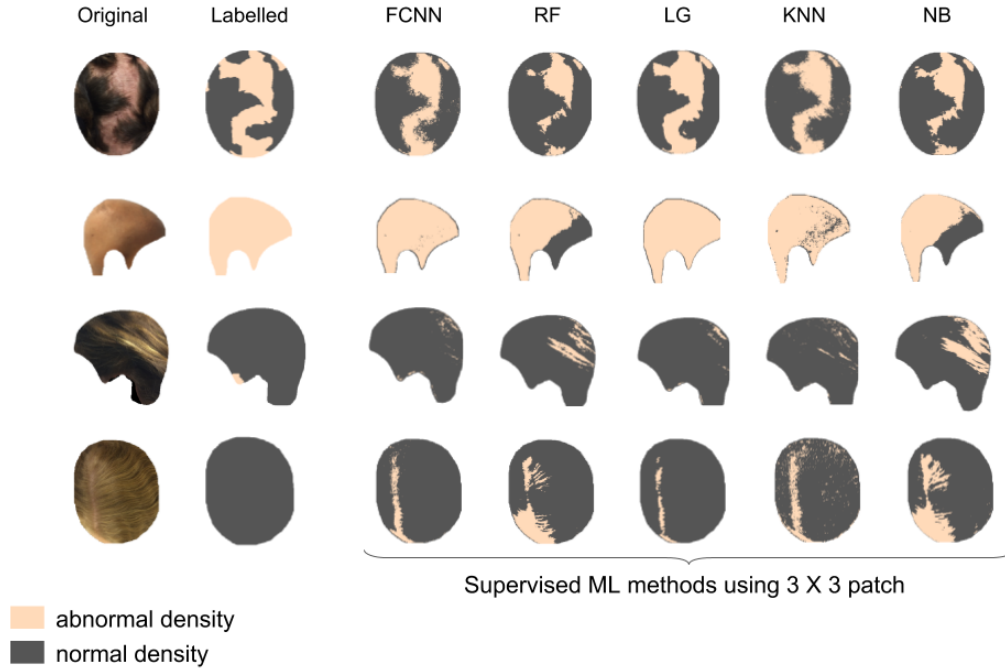 Original Labelled FCNN RF LG KNN NB
Supervised ML methods using 3 X 3 patch
abnormal density
normal density